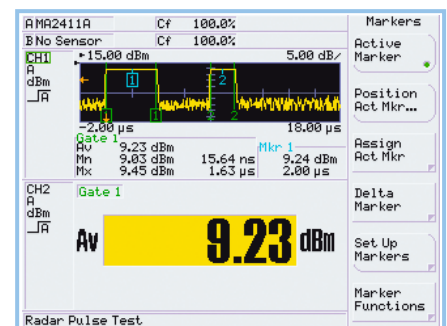 A MA2411A Cf 100.0% Markers
B No Sensor Cf 100.0%
Active
Marker
CH1 15.00 dBm 5.00 dB/
A
dBm
A
1 2
Position
Act Mkr...
1 2
-2.00 µs 18.00 µs
Gate 1
Av 9.23 dBm Mkr 1
Mn 9.03 dBm 15.64 ns 9.24 dBm
Mx 9.45 dBm 1.63 µs 2.00 µs
Assign
Act Mkr
CH2 Gate 1
A
dBm
A
Delta
Marker
Av 9.23 dBm
Set Up
Markers
Marker
Functions
Radar Pulse Test